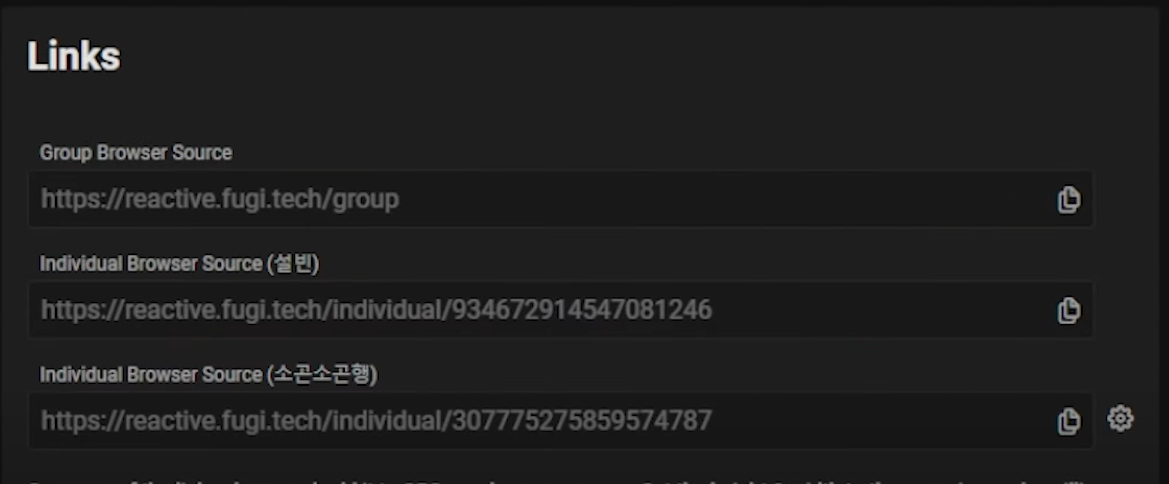 Links
Group Browser Source
https://reactive.fugi.tech/group
Individual Browser Source (설빈)
https://reactive.fugi.tech/individual/934672914547081246
Individual Browser Source (소곤소곤행)
https://reactive.fugi.tech/individual/307775275859574787